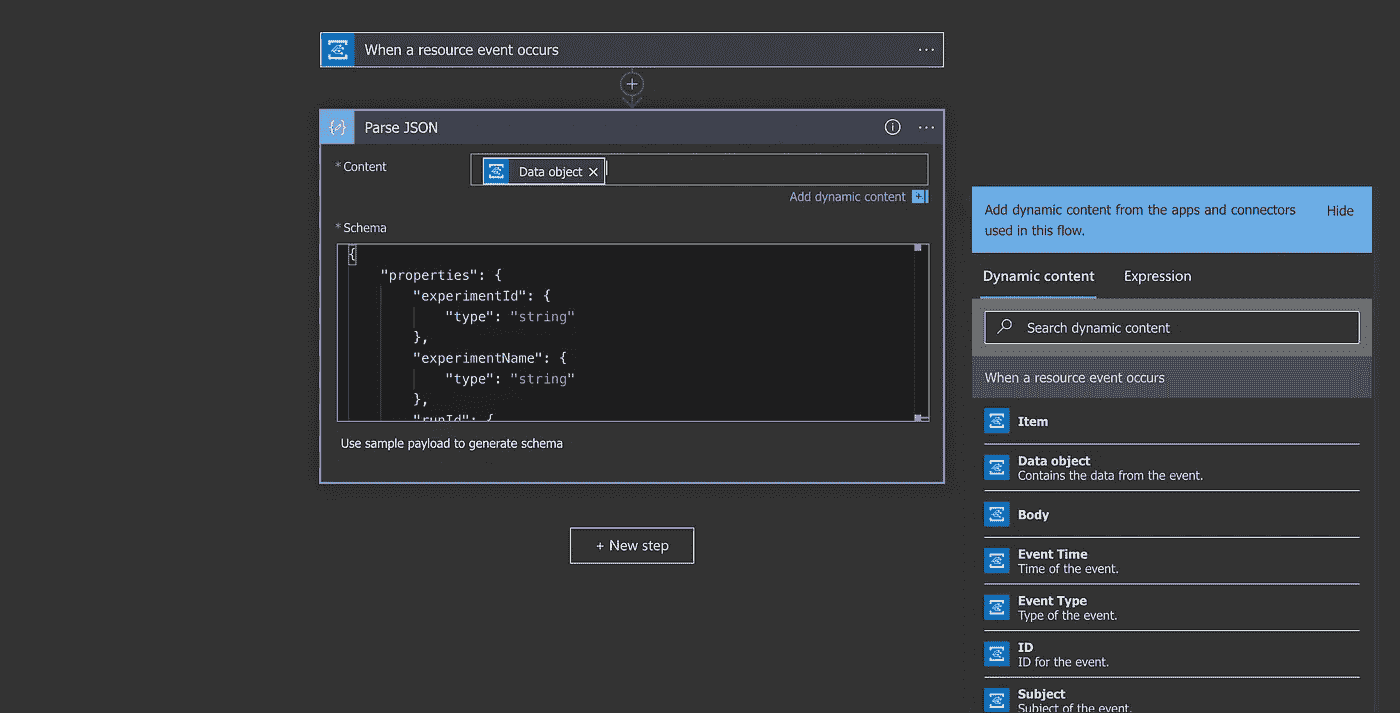 When a resource event occurs
Parse JSON
* Content
Data object
Add dynamic content
* Schema
{
"properties": {
"experimentId": {
"type": "string"
},
"experimentName": {
"type": "string"
},
"runId": {
Use sample payload to generate schema
+ New step
Add dynamic content from the apps and connectors
used in this flow.
Hide
Dynamic content
Expression
Search dynamic content
When a resource event occurs
Item
Data object
Contains the data from the event.
Body
Event Time
Time of the event.
Event Type
Type of the event.
ID
ID for the event.
Subject
Subject of the event.